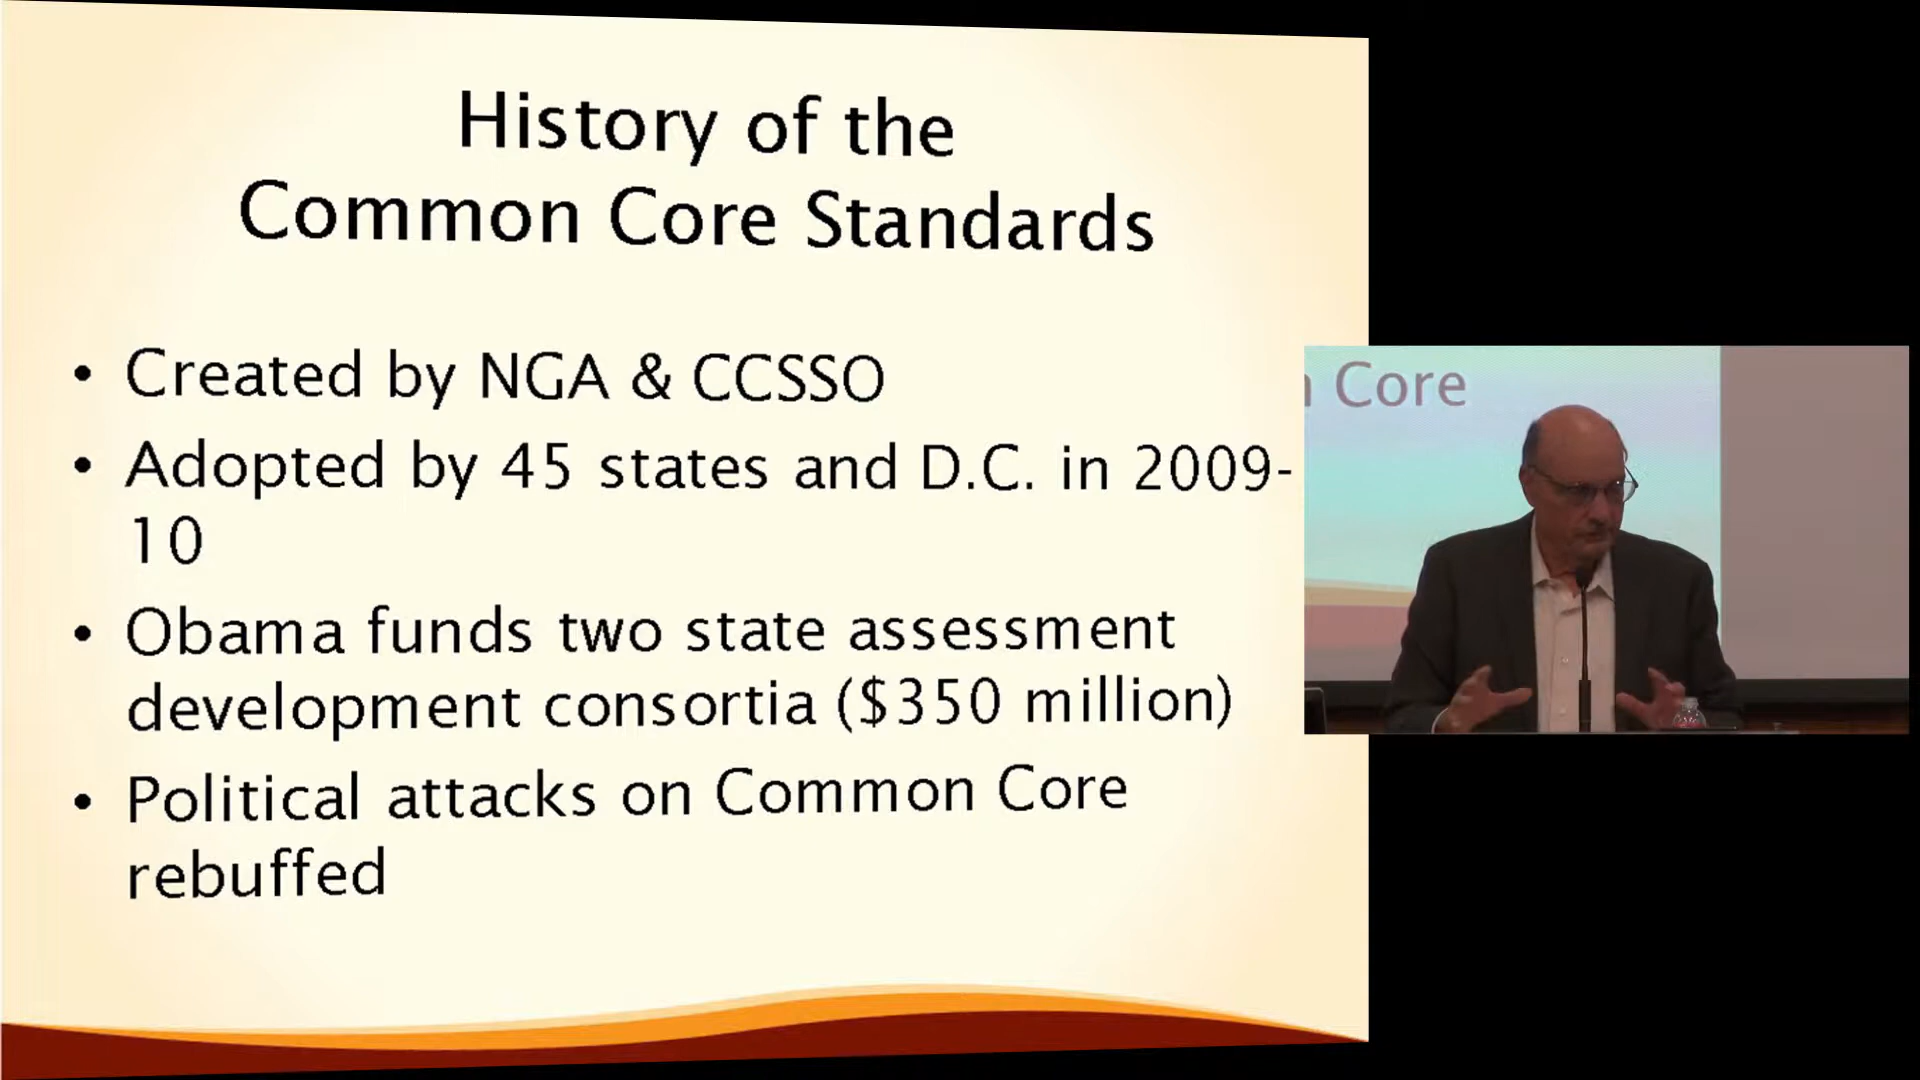 History of the
Common Core Standards
• Created by NGA & CCSSO
• Adopted by 45 states and D.C. in 2009-
10
• Obama funds two state assessment
development consortia ($350 million)
• Political attacks on Common Core
rebuffed
Core